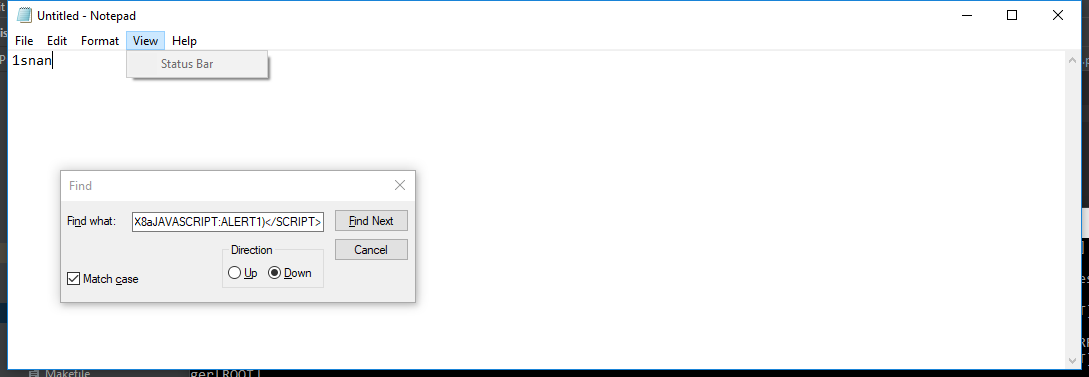 Untitled - Notepad
File Edit Format View Help
1snan
Status Bar
Find
Find what: X8aJAVASCRIPT:ALERT1)</SCRIPT> Find Next
Cancel
Direction
Up Down
Match case
Maketile
ger[ROOT]